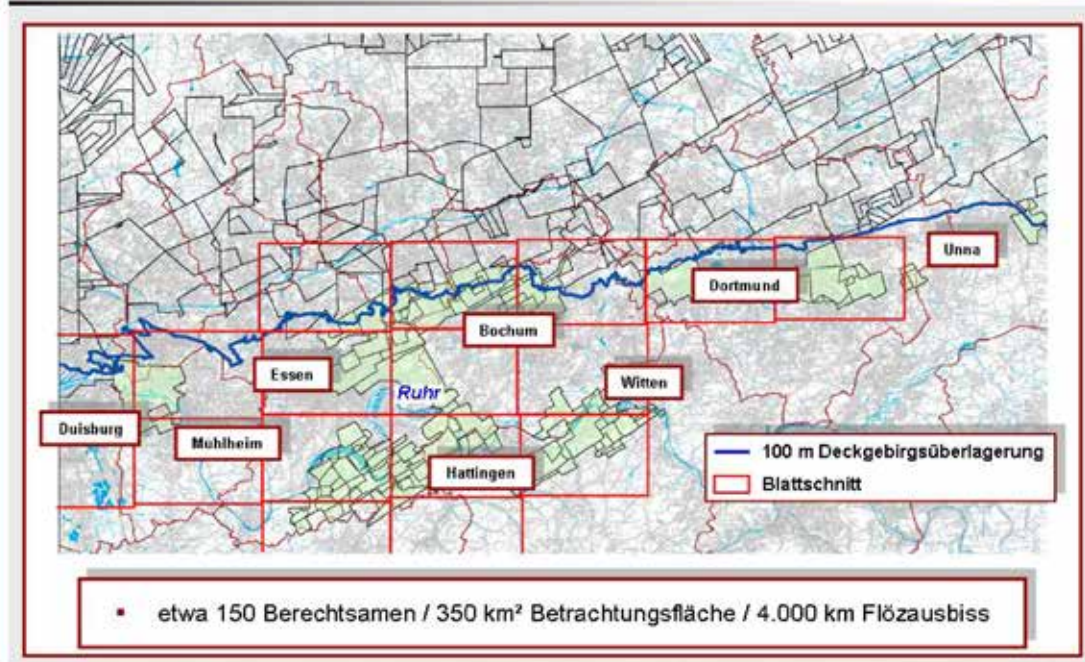 Unna
Dortmund
Bochum
Essen
Witten
Ruhr
Duisburg
Muhlheim
Hattingen
100 m Deckgebirgsüberlagerung
Blattschnitt
▪ etwa 150 Berechtsamen / 350 km² Betrachtungsfläche / 4.000 km Flözausbiss